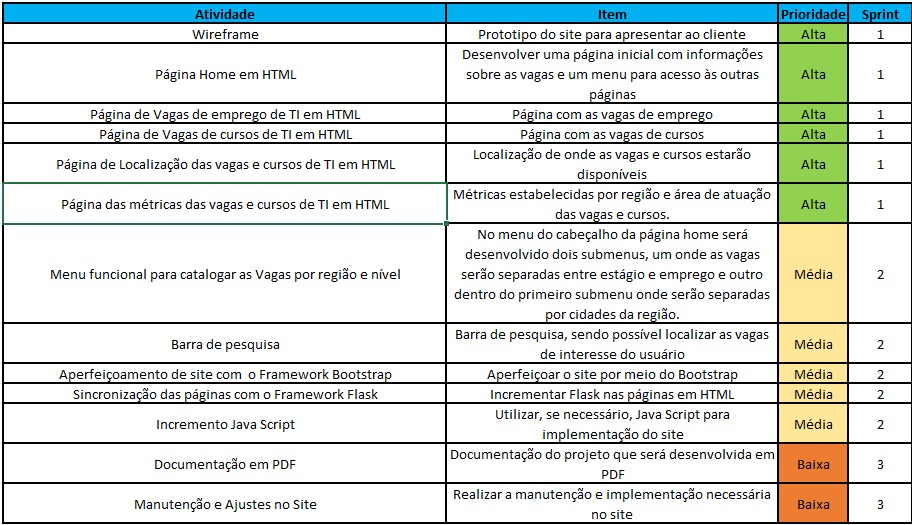 Atividade Item Prioridade Sprint
Wireframe Prototipo do site para apresentar ao cliente Alta 1
Página Home em HTML Desenvolver uma página inicial com informações
sobre as vagas e um menu para acesso às outras
páginas Alta 1
Página de Vagas de emprego de TI em HTML Página com as vagas de emprego Alta 1
Página de Vagas de cursos de TI em HTML Página com as vagas de cursos Alta 1
Página de Localização das vagas e cursos de TI em HTML Localização de onde as vagas e cursos estarão
disponíveis Alta 1
Página das métricas das vagas e cursos de TI em HTML Métricas estabelecidas por região e área de atuação
das vagas e cursos. Alta 1
Menu funcional para catalogar as Vagas por região e nível No menu do cabeçalho da página home será
desenvolvido dois submenus, um onde as vagas
serão separadas entre estágio e emprego e outro
dentro do primeiro submenu onde serão separadas
por cidades da região. Média 2
Barra de pesquisa Barra de pesquisa, sendo possível localizar as vagas
de interesse do usuário Média 2
Aperfeiçoamento de site com o Framework Bootstrap Aperfeiçoar o site por meio do Bootstrap Média 2
Sincronização das páginas com o Framework Flask Incrementar Flask nas páginas em HTML Média 2
Incremento Java Script Utilizar, se necessário, Java Script para
implementação do site Média 2
Documentação em PDF Documentação do projeto que será desenvolvida em
PDF Baixa 3
Manutenção e Ajustes no Site Realizar a manutenção e implementação necessária
no site Baixa 3